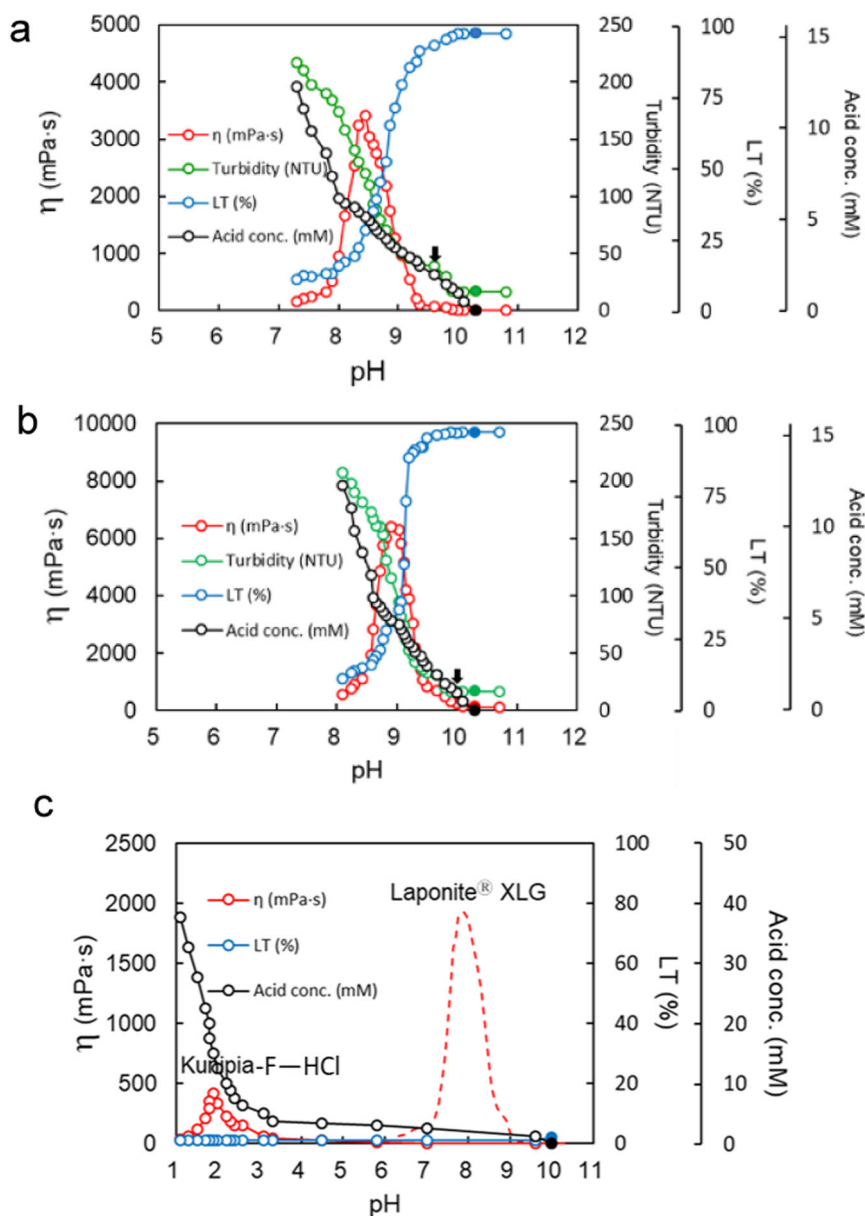 a
5000
4000
3000
2000
1000
0
η (mPa·s)
η (mPa·s)
Turbidity (NTU)
LT (%)
Acid conc. (mM)
5 6 7 8 9 10 11 12
pH
250
200
150
100
50
0
Turbidity (NTU)
100
75
50
25
0
LT (%)
15
10
5
0
Acid conc. (mM)
b
10000
8000
6000
4000
2000
0
η (mPa·s)
η (mPa·s)
Turbidity (NTU)
LT (%)
Acid conc. (mM)
5 6 7 8 9 10 11 12
pH
250
200
150
100
50
0
Turbidity (NTU)
100
75
50
25
0
LT (%)
15
10
5
0
Acid conc. (mM)
c
2500
2000
1500
1000
500
0
η (mPa·s)
η (mPa·s)
LT (%)
Acid conc. (mM)
Laponite® XLG
Kunipia-F—HCl
1 2 3 4 5 6 7 8 9 10 11
pH
100
80
60
40
20
0
LT (%)
50
40
30
20
10
0
Acid conc. (mM)